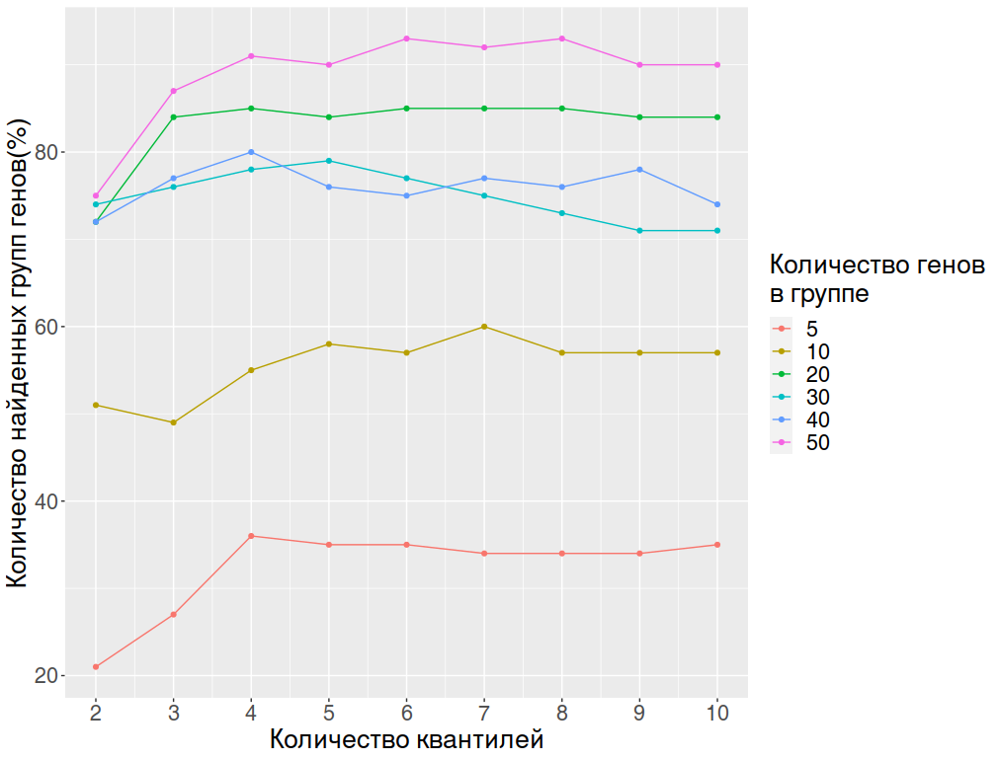 Количество найденных групп генов(%)
80
60
40
20
2 3 4 5 6 7 8 9 10
Количество квантилей
Количество генов
в группе
5
10
20
30
40
50